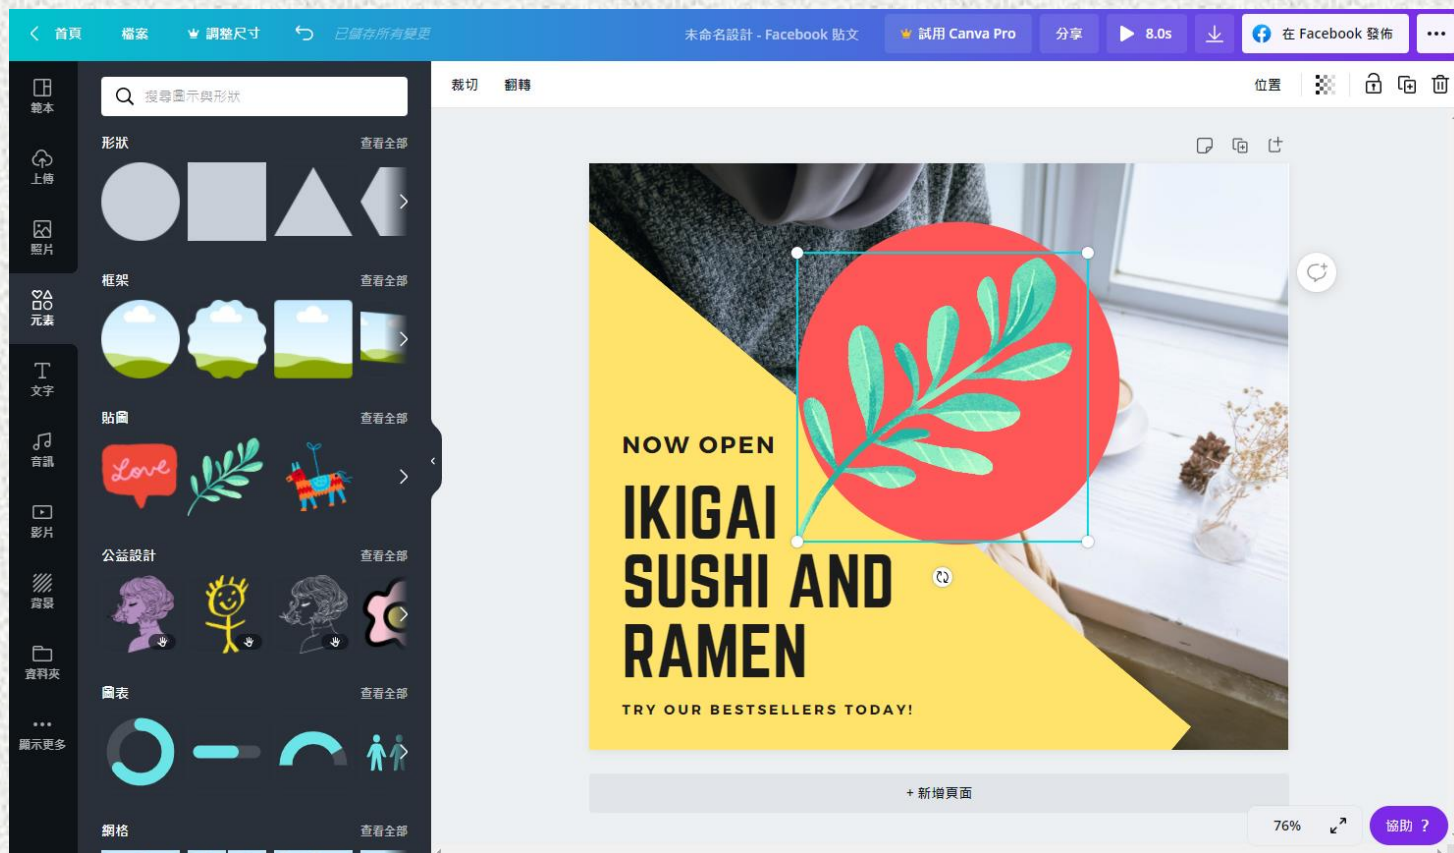 首頁
檔案
調整尺寸
已儲存所有變更
未命名設計 - Facebook 貼文
試用 Canva Pro
分享
8.0s
在 Facebook 發佈
範本
上傳
照片
元素
文字
音訊
影片
背景
資料夾
顯示更多
搜尋圖示與形狀
形狀
查看全部
框架
查看全部
貼圖
查看全部
Love
公益設計
查看全部
圖表
查看全部
網格
查看全部
裁切
翻轉
位置
NOW OPEN
IKIGAI
SUSHI AND
RAMEN
TRY OUR BESTSELLERS TODAY!
+ 新增頁面
76%
協助 ?